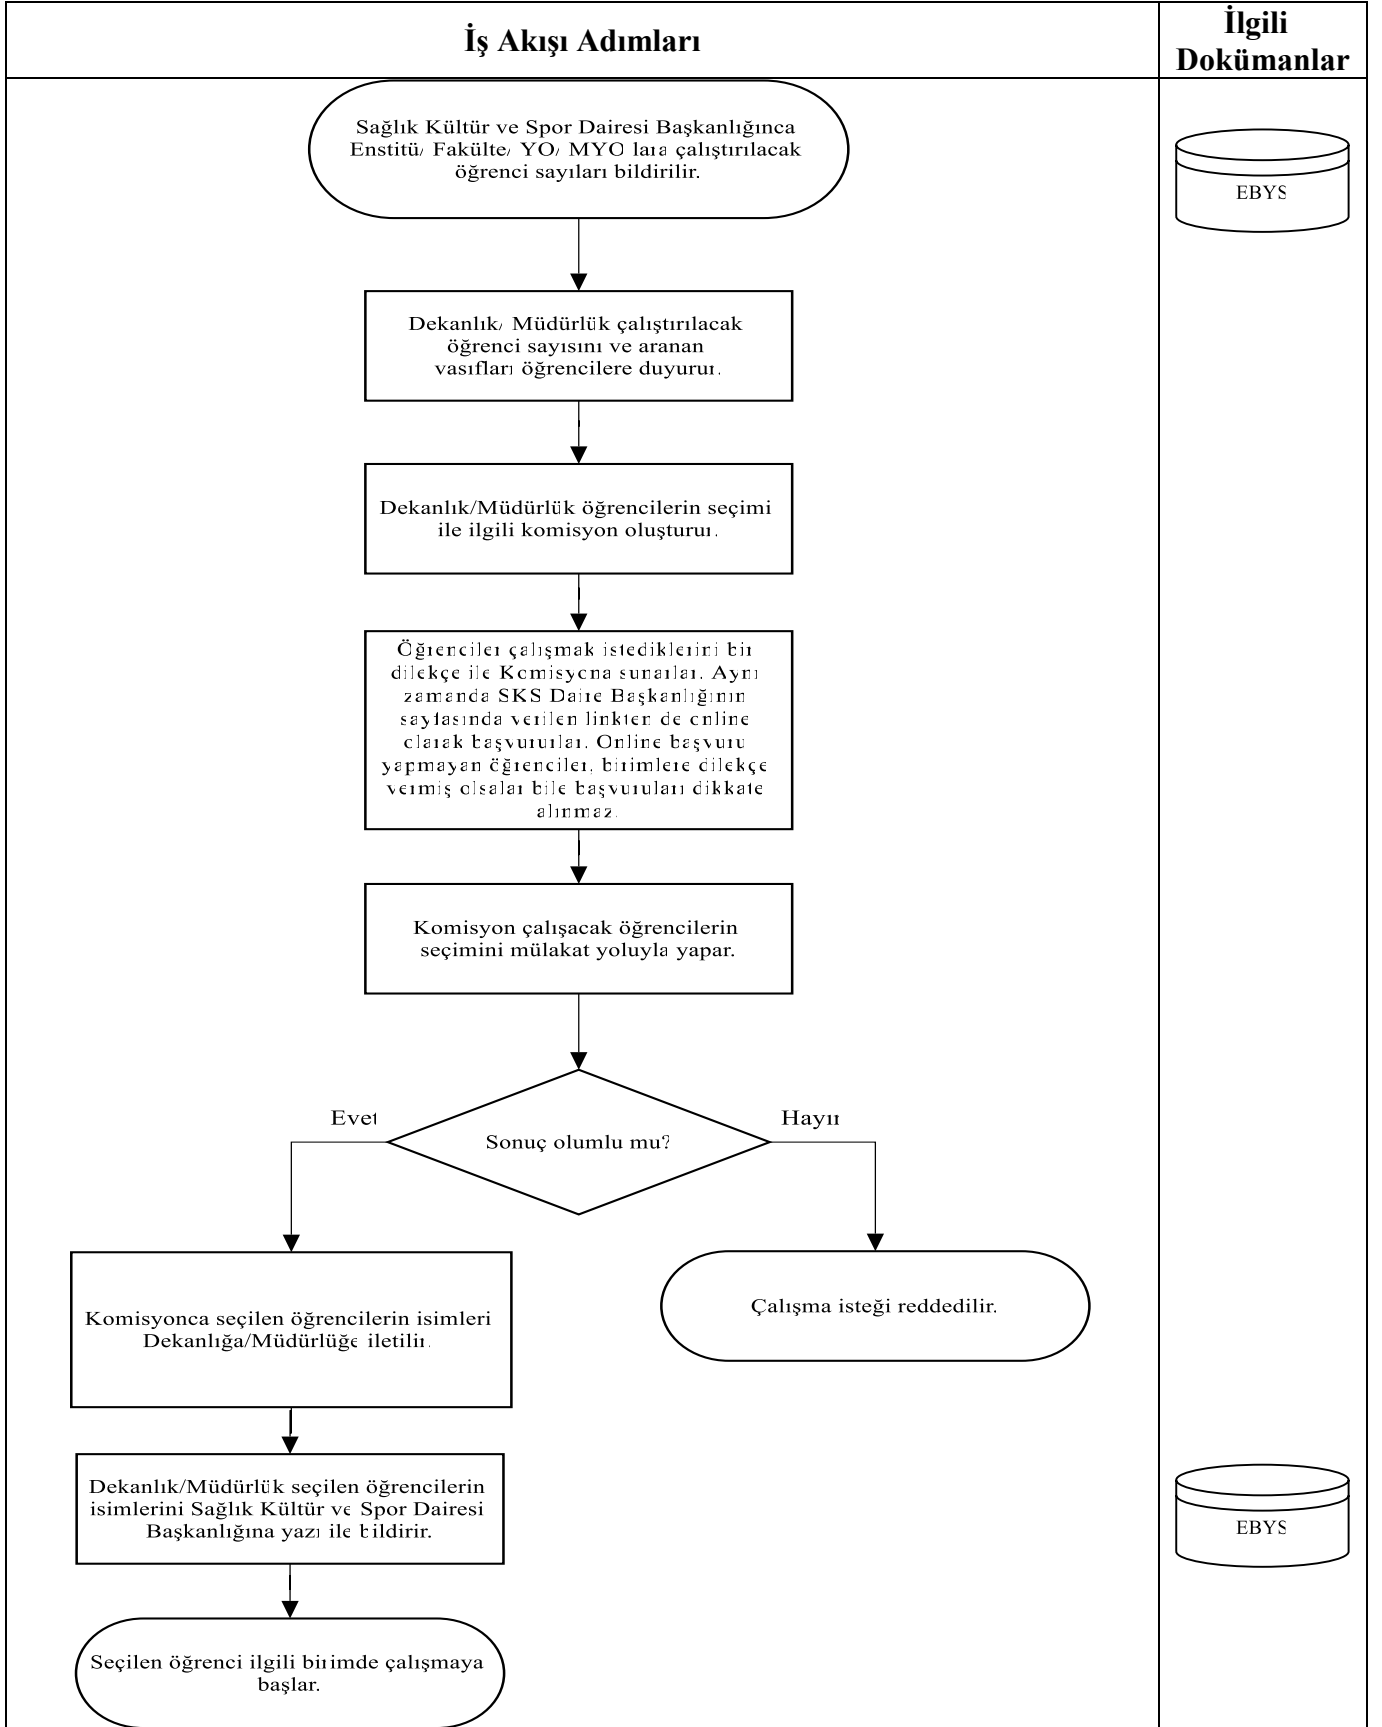 İş Akışı Adımları
İlgili
Dokümanlar
Sağlık Kültür ve Spor Dairesi Başkanlığınca
Enstitü/ Fakülte/ YO/ MYO lara çalıştırılacak
öğrenci sayıları bildirilir.
EBYS
Dekanlık/ Müdürlük çalıştırılacak
öğrenci sayısını ve aranan
vasıfları öğrencilere duyurur.
Dekanlık/Müdürlük öğrencilerin seçimi
ile ilgili komisyon oluşturur.
Öğrenciler çalışmak istediklerini bir
dilekçe ile Komisyona sunarlar. Aynı
zamanda SKS Daire Başkanlığının
sayfasında verilen linkten de online
olarak başvururlar. Online başvuru
yapmayan öğrenciler, birimlere dilekçe
vermiş olsalar bile başvuruları dikkate
alınmaz.
Komisyon çalışacak öğrencilerin
seçimini mülakat yoluyla yapar.
Evet
Hayır
Sonuç olumlu mu?
Komisyonca seçilen öğrencilerin isimleri
Dekanlığa/Müdürlüğe iletilir.
Çalışma isteği reddedilir.
Dekanlık/Müdürlük seçilen öğrencilerin
isimlerini Sağlık Kültür ve Spor Dairesi
Başkanlığına yazı ile bildirir.
EBYS
Seçilen öğrenci ilgili birimde çalışmaya
başlar.